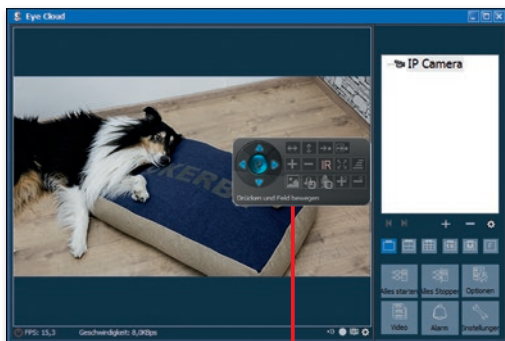 Eye Cloud
IP Camera
IR
Drücken und Feld bewegen
Alles starten
Alles Stoppen
Optionen
Video
Alarm
Einstellungen
FPS: 15,3
Geschwindigkeit: 8,0KBps